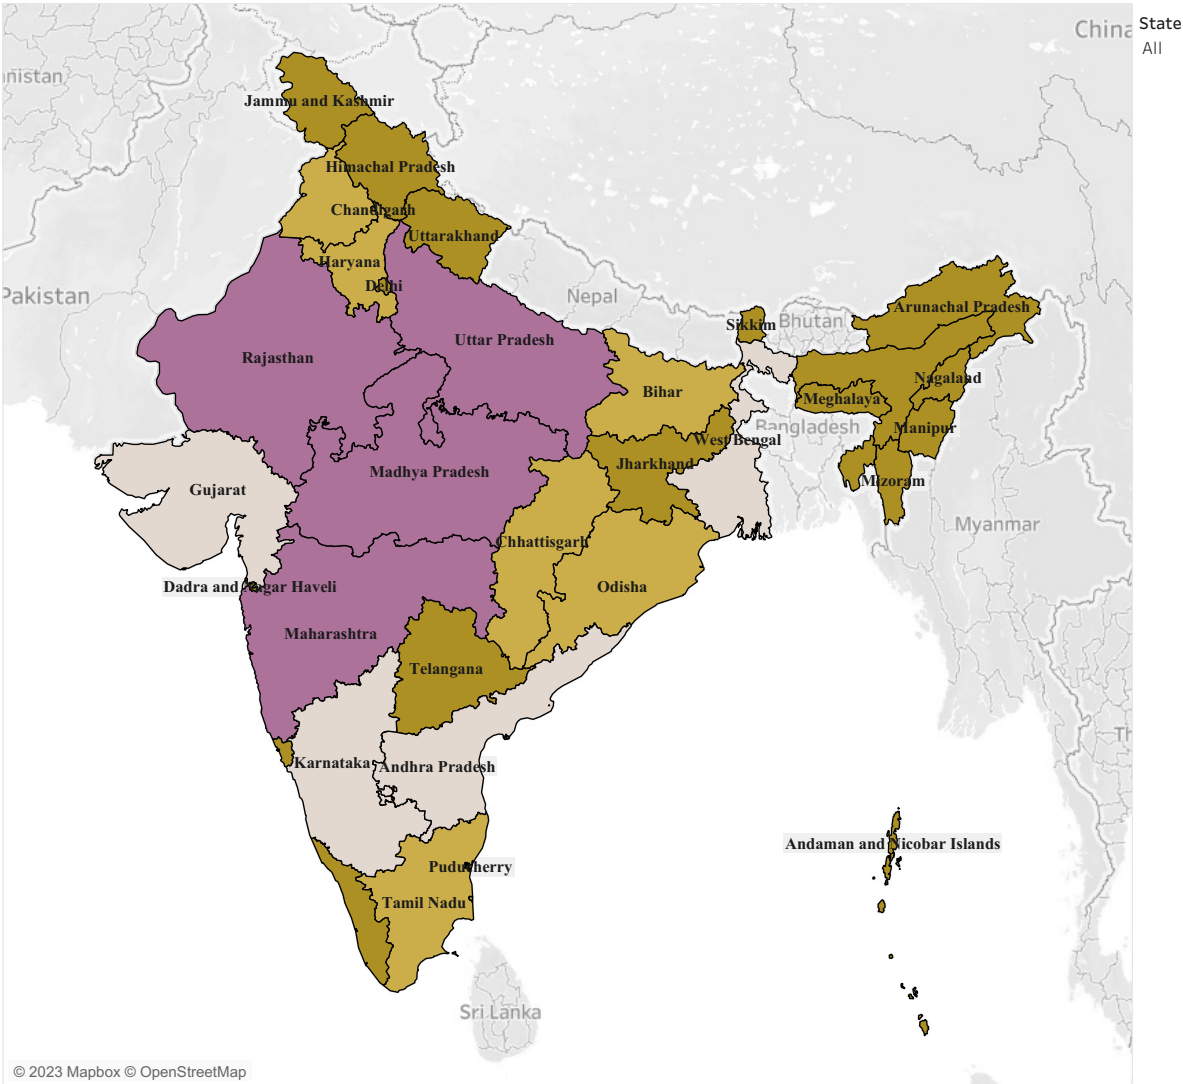 China
State
All
nistan
Jammu and Kashmir
Himachal Pradesh
Chandigarh
Uttarakhand
Haryana
Delhi
Pakistan
Nepal
Arunachal Pradesh
Sikkim
Bhutan
Uttar Pradesh
Rajasthan
Nagaland
Bihar
Meghalaya
Bangladesh
Manipur
West Bengal
Jharkhand
Madhya Pradesh
Mizoram
Gujarat
Myanmar
Chhattisgarh
Dadra and Nagar Haveli
Odisha
Maharashtra
Telangana
Th
Karnataka
Andhra Pradesh
Andaman and Nicobar Islands
Puducherry
Tamil Nadu
Sri Lanka
© 2023 Mapbox © OpenStreetMap